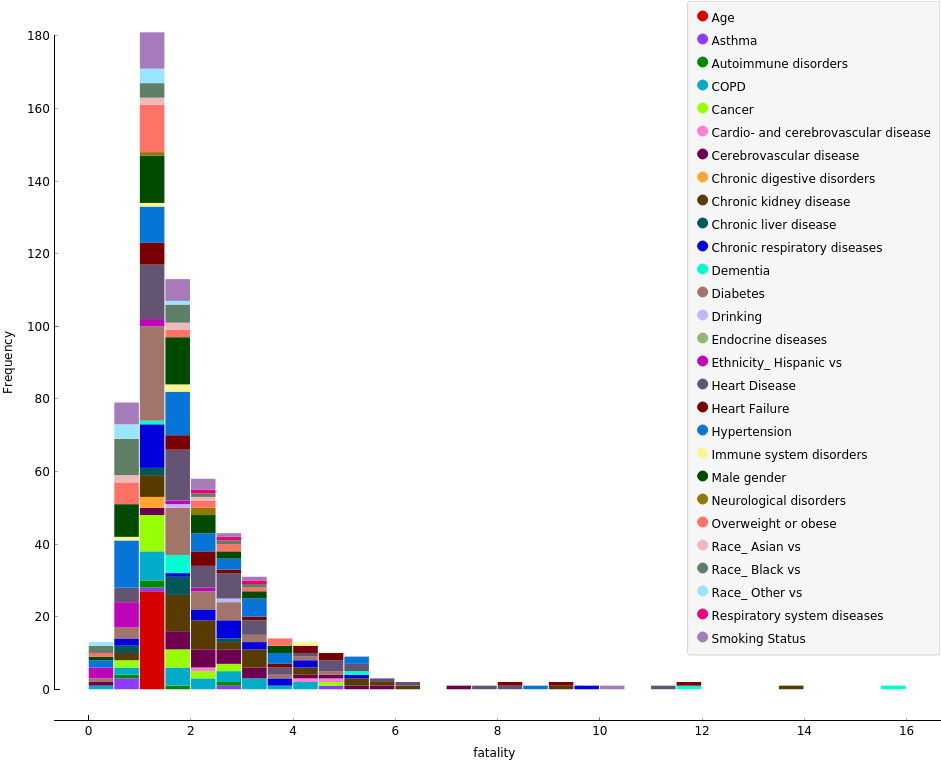 Age
Asthma
Autoimmune disorders
COPD
Cancer
Cardio- and cerebrovascular disease
Cerebrovascular disease
Chronic digestive disorders
Chronic kidney disease
Chronic liver disease
Chronic respiratory diseases
Dementia
Diabetes
Drinking
Endocrine diseases
Ethnicity_ Hispanic vs
Heart Disease
Heart Failure
Hypertension
Immune system disorders
Male gender
Neurological disorders
Overweight or obese
Race_ Asian vs
Race_ Black vs
Race_ Other vs
Respiratory system diseases
Smoking Status
180
160
140
120
100
80
60
40
20
0
Frequency
0 2 4 6 8 10 12 14 16
fatality